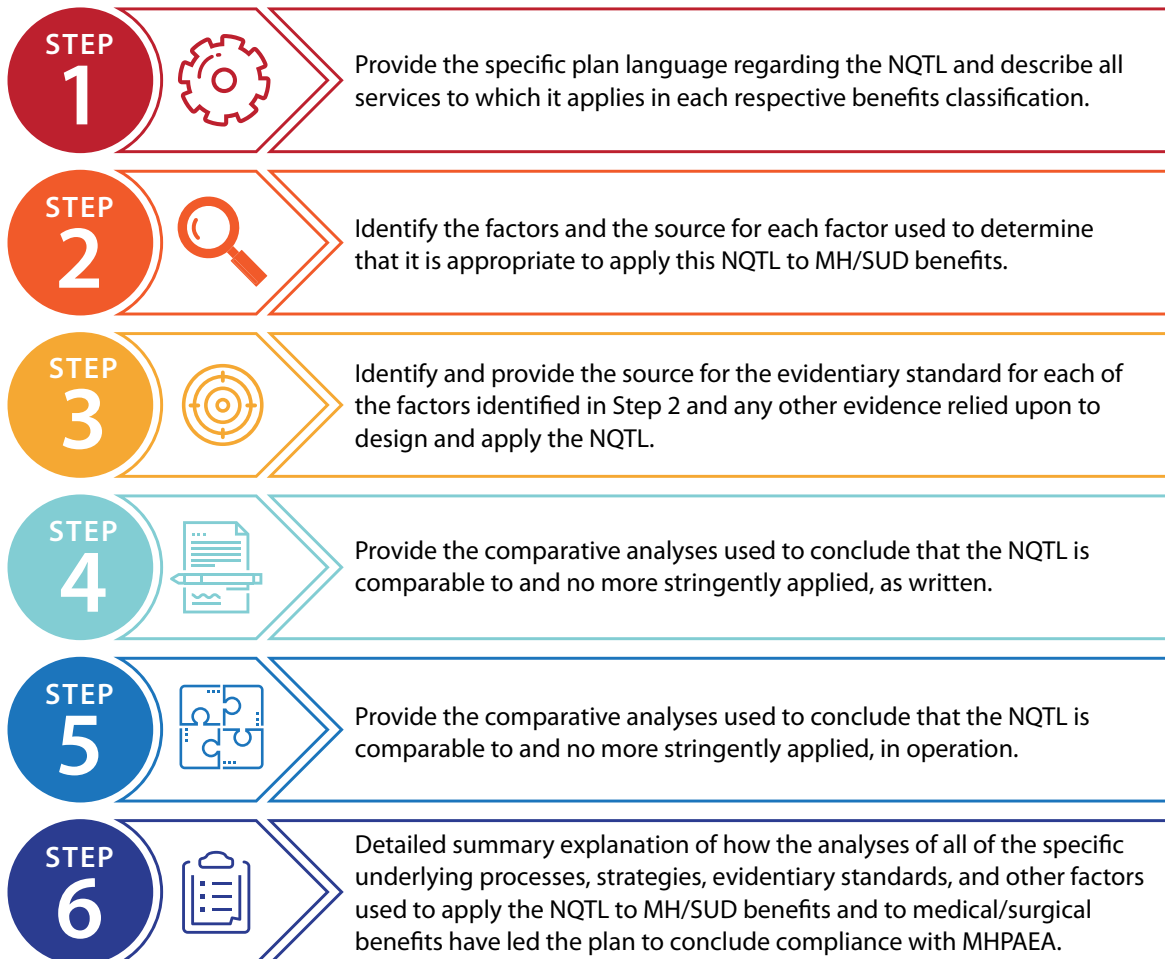 STEP
1
Provide the specific plan language regarding the NQTL and describe all
services to which it applies in each respective benefits classification.
STEP
2
Identify the factors and the source for each factor used to determine
that it is appropriate to apply this NQTL to MH/SUD benefits.
STEP
3
Identify and provide the source for the evidentiary standard for each of
the factors identified in Step 2 and any other evidence relied upon to
design and apply the NQTL.
STEP
4
Provide the comparative analyses used to conclude that the NQTL is
comparable to and no more stringently applied, as written.
STEP
5
Provide the comparative analyses used to conclude that the NQTL is
comparable to and no more stringently applied, in operation.
STEP
6
Detailed summary explanation of how the analyses of all of the specific
underlying processes, strategies, evidentiary standards, and other factors
used to apply the NQTL to MH/SUD benefits and to medical/surgical
benefits have led the plan to conclude compliance with MHPAEA.